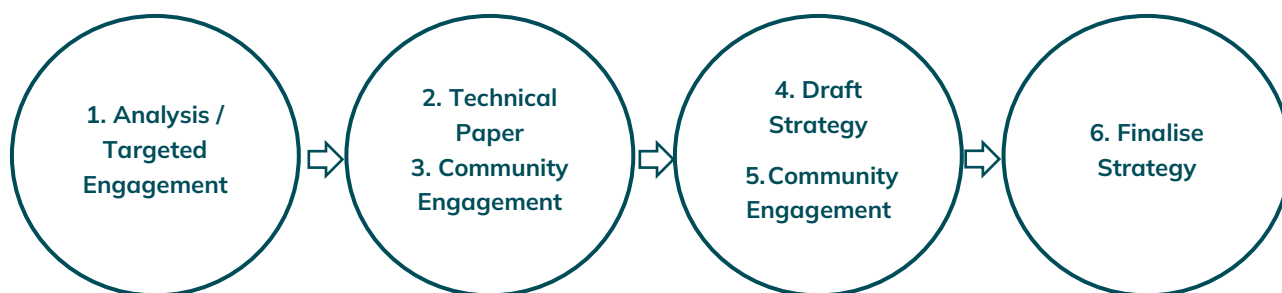 1. Analysis /
Targeted
Engagement
2. Technical
Paper
3. Community
Engagement
4. Draft
Strategy
5.Community
Engagement
6. Finalise
Strategy